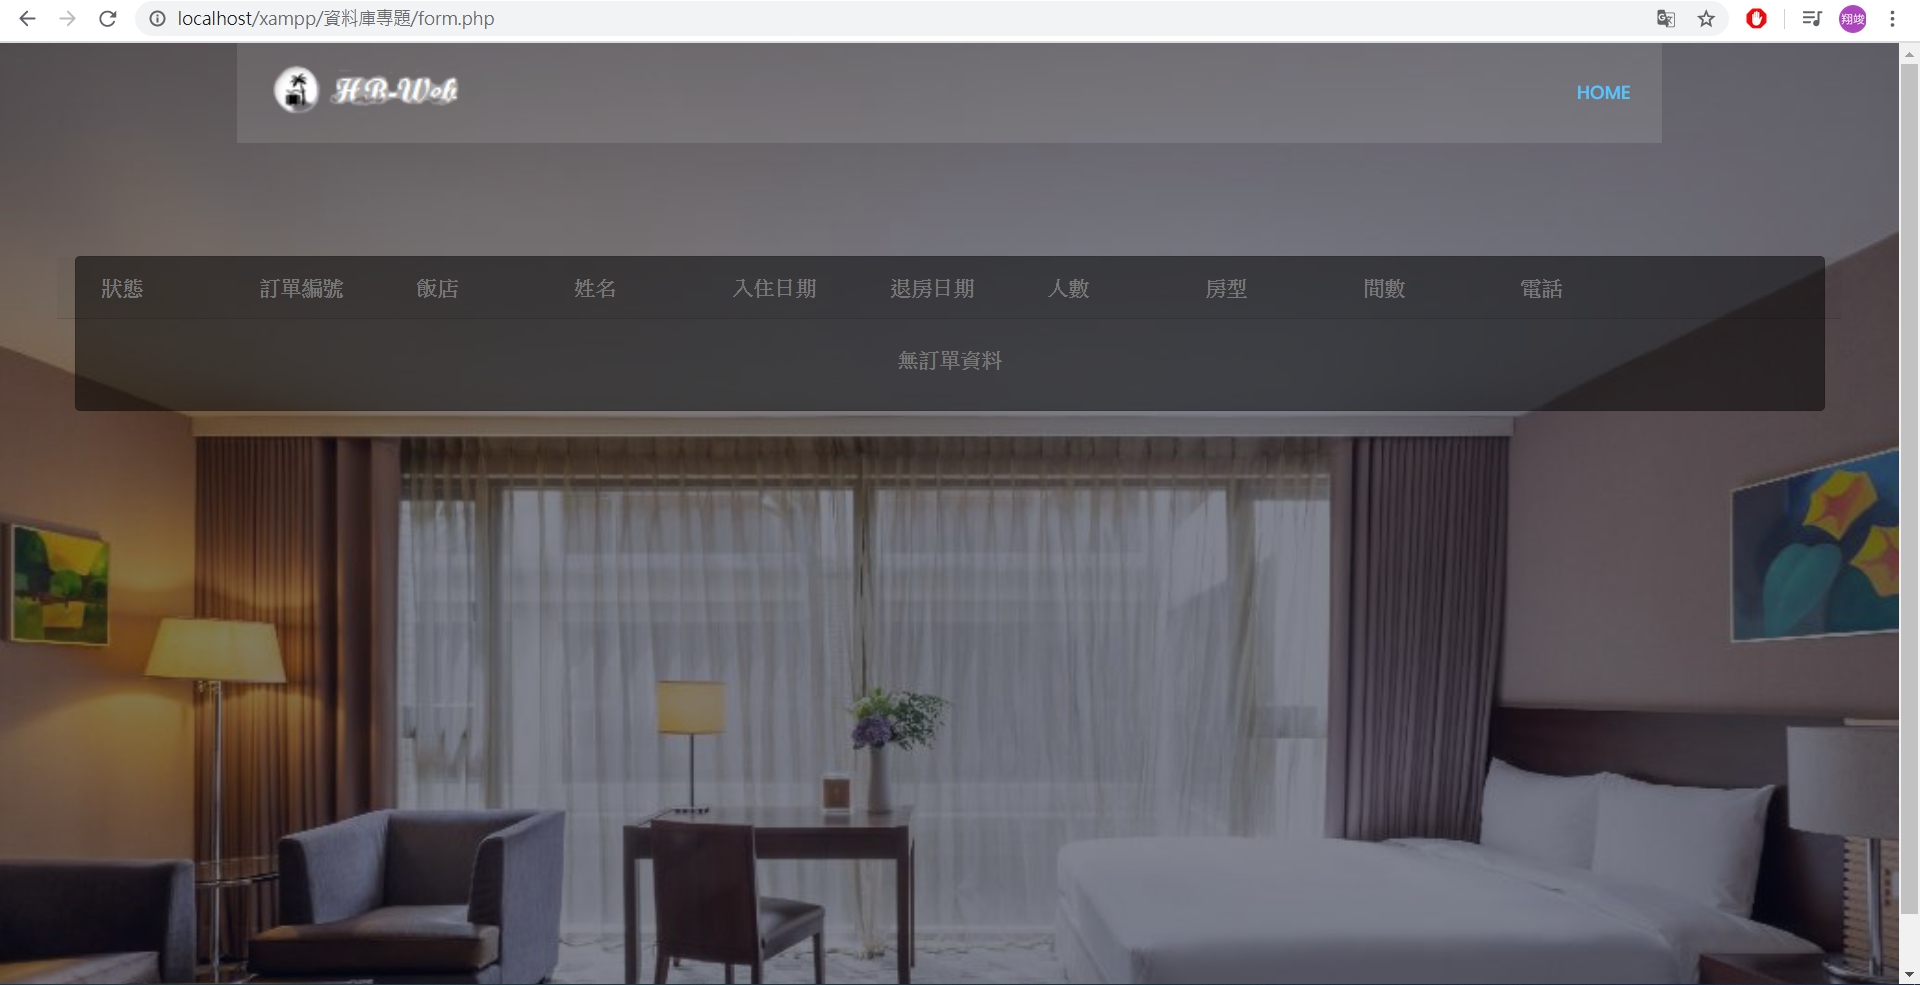 localhost/xampp/資料庫專題/form.php
翔竣
HB-Web
HOME
狀態 訂單編號 飯店 姓名 入住日期 退房日期 人數 房型 間數 電話
無訂單資料